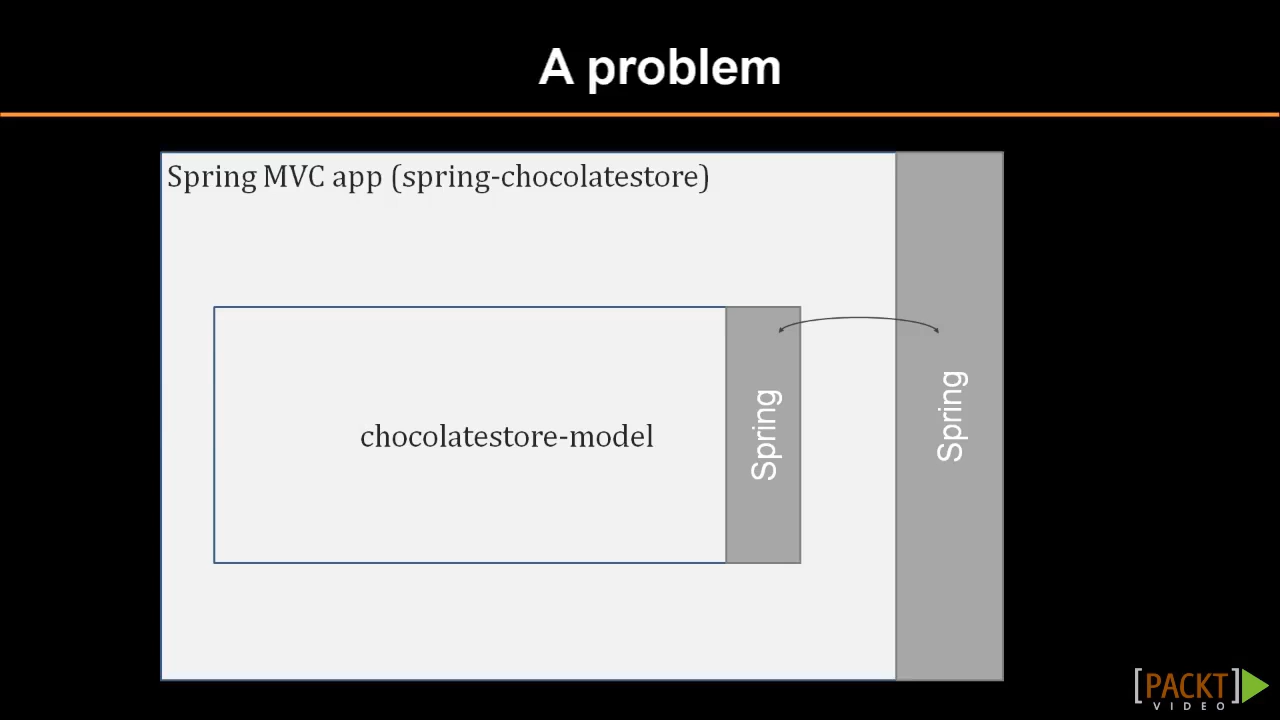 A problem
Spring MVC app (spring-chocolatestore)
chocolatestore-model
Spring
Spring
[PACKT]
VIDEO